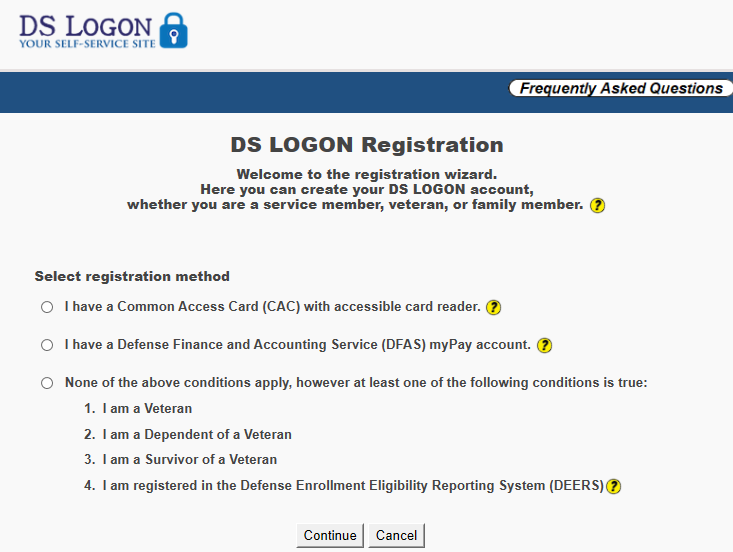 DS LOGON
YOUR SELF-SERVICE SITE
Frequently Asked Questions
DS LOGON Registration
Welcome to the registration wizard.
Here you can create your DS LOGON account,
whether you are a service member, veteran, or family member. ?
Select registration method
I have a Common Access Card (CAC) with accessible card reader. ?
I have a Defense Finance and Accounting Service (DFAS) myPay account. ?
None of the above conditions apply, however at least one of the following conditions is true:
1. I am a Veteran
2. I am a Dependent of a Veteran
3. I am a Survivor of a Veteran
4. I am registered in the Defense Enrollment Eligibility Reporting System (DEERS) ?
Continue Cancel